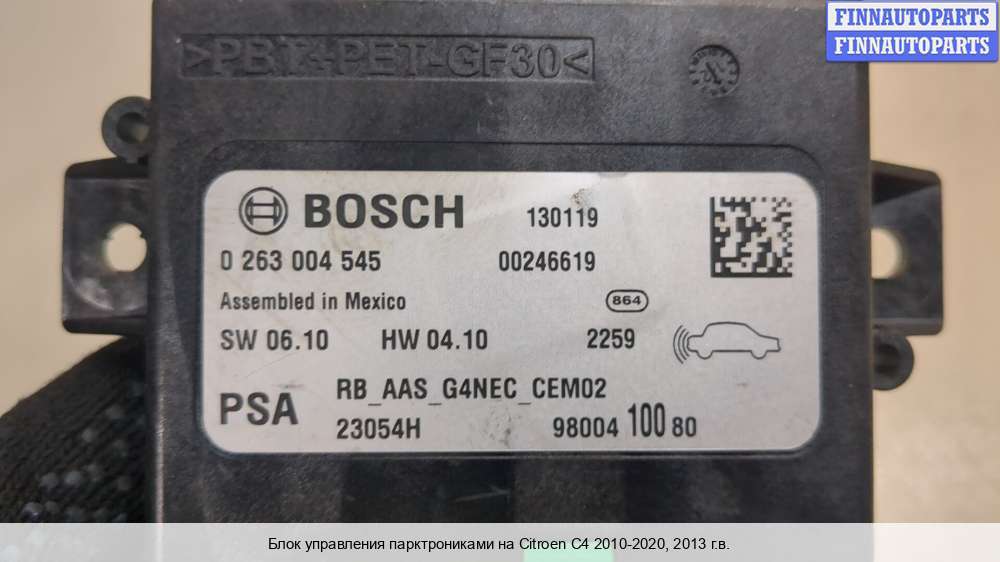 FINNAUTOPARTS
FINNAUTOPARTS
>PBT+PET-GF30<
BOSCH 130119
0 263 004 545 00246619
Assembled in Mexico 864
SW 06.10 HW 04.10 2259
PSA RB_AAS_G4NEC_CEM02
23054H 98004 100 80
Блок управления парктрониками на Citroen C4 2010-2020, 2013 г.в.